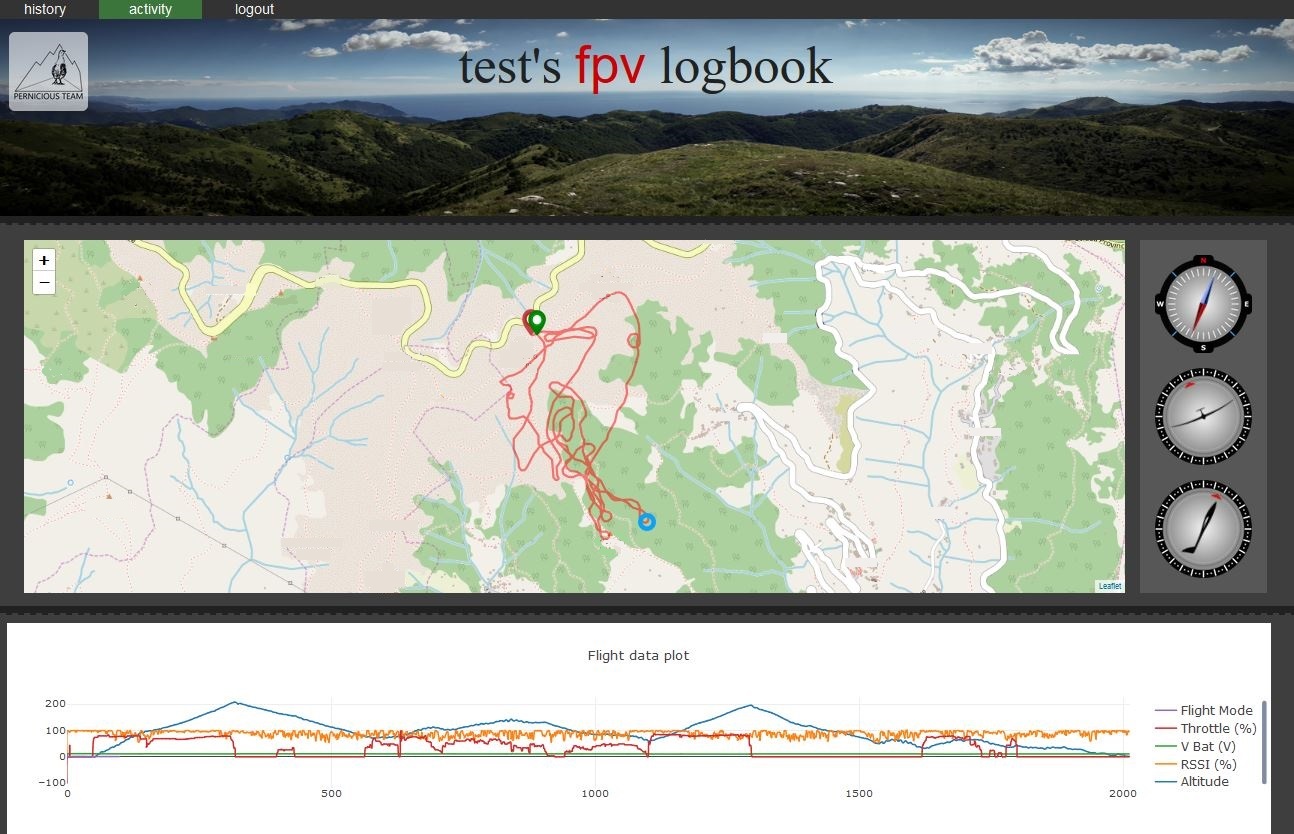 history activity logout
PERNICIOUS TEAM
test's fpv logbook
+
−
N
W E
S
Leaflet
Flight data plot
200
100
0
−100
0 500 1000 1500 2000
Flight Mode
Throttle (%)
V Bat (V)
RSSI (%)
Altitude